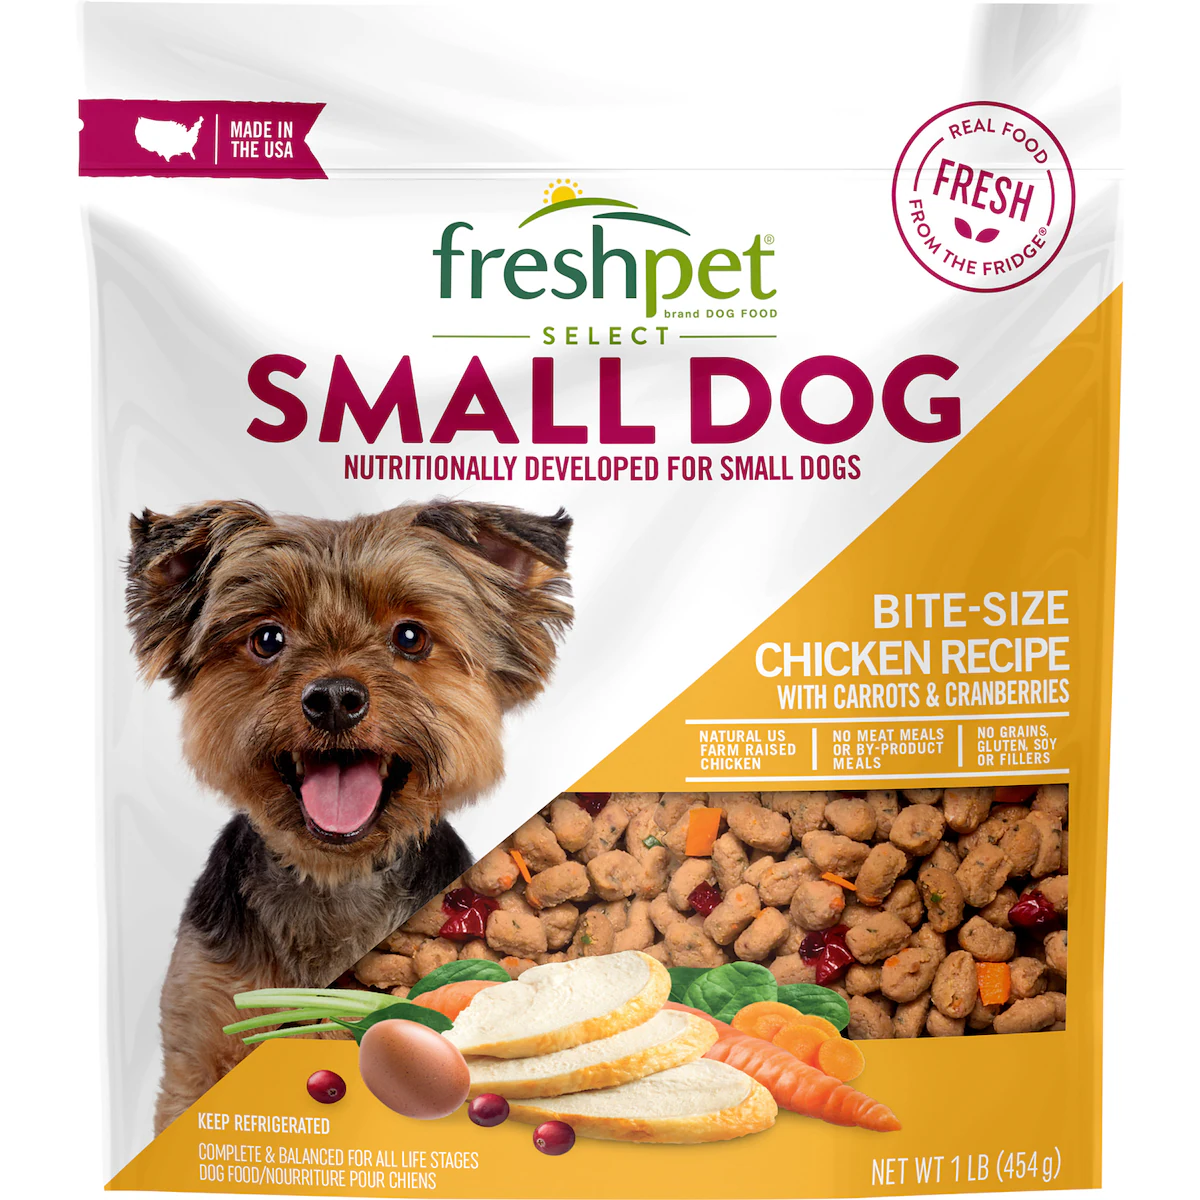 MADE IN
THE USA
REAL FOOD
FRESH
FROM THE FRIDGE®
freshpet®
brand DOG FOOD
SELECT
SMALL DOG
NUTRITIONALLY DEVELOPED FOR SMALL DOGS
BITE-SIZE
CHICKEN RECIPE
WITH CARROTS & CRANBERRIES
NATURAL US
FARM RAISED
CHICKEN
NO MEAT MEALS
OR BY-PRODUCT
MEALS
NO GRAINS,
GLUTEN, SOY
OR FILLERS
KEEP REFRIGERATED
COMPLETE & BALANCED FOR ALL LIFE STAGES
DOG FOOD/NOURRITURE POUR CHIENS
NET WT 1 LB (454 g)